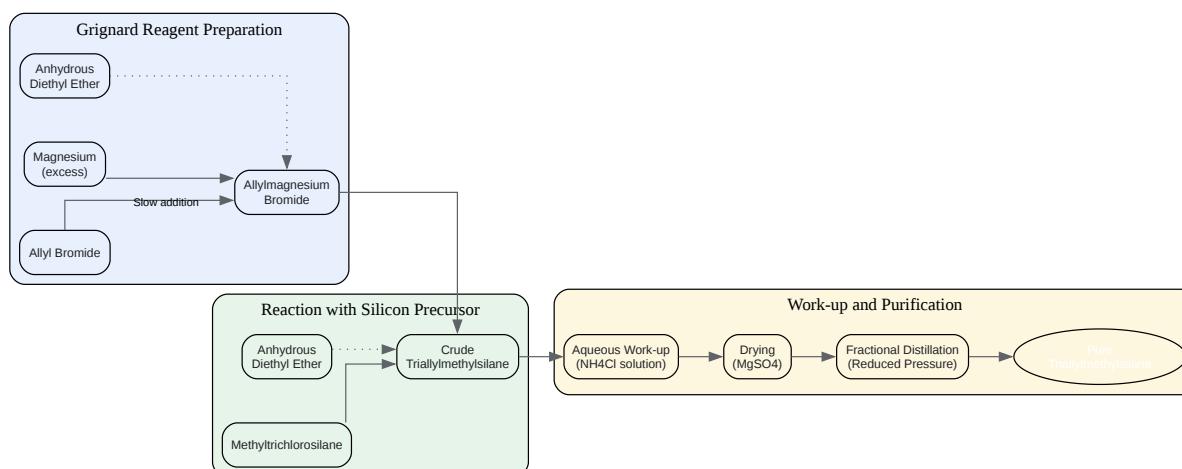 Grignard Reagent Preparation
Anhydrous
Diethyl Ether
Magnesium
(excess)
Allylmagnesium
Bromide
Slow addition
Allyl Bromide
Reaction with Silicon Precursor
Anhydrous
Diethyl Ether
Crude
Triallylmethylsilane
Methyltrichlorosilane
Work-up and Purification
Aqueous Work-up
(NH4Cl solution)
Drying
(MgSO4)
Fractional Distillation
(Reduced Pressure)
Pure
Triallylmethylsilane